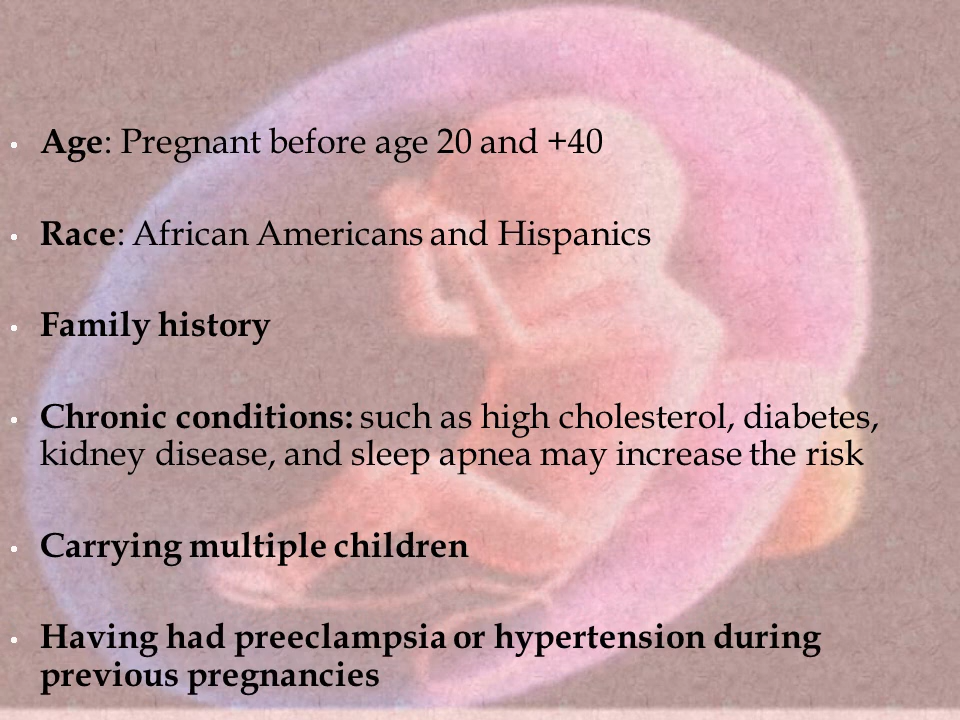 • Age: Pregnant before age 20 and +40
• Race: African Americans and Hispanics
• Family history
• Chronic conditions: such as high cholesterol, diabetes,
kidney disease, and sleep apnea may increase the risk
• Carrying multiple children
• Having had preeclampsia or hypertension during
previous pregnancies